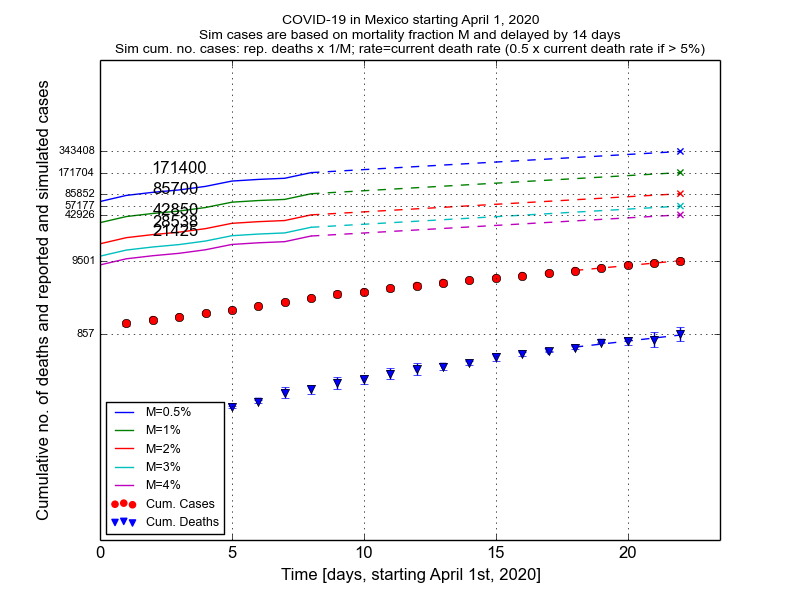 COVID-19 in Mexico starting April 1, 2020
Sim cases are based on mortality fraction M and delayed by 14 days
Sim cum. no. cases: rep. deaths x 1/M; rate=current death rate (0.5 x current death rate if > 5%)
Cumulative no. of deaths and reported and simulated cases
343408
171704
85852
57177
42926
9501
857
171400
85700
42850
28538
21425
M=0.5%
M=1%
M=2%
M=3%
M=4%
Cum. Cases
Cum. Deaths
0 5 10 15 20
Time [days, starting April 1st, 2020]